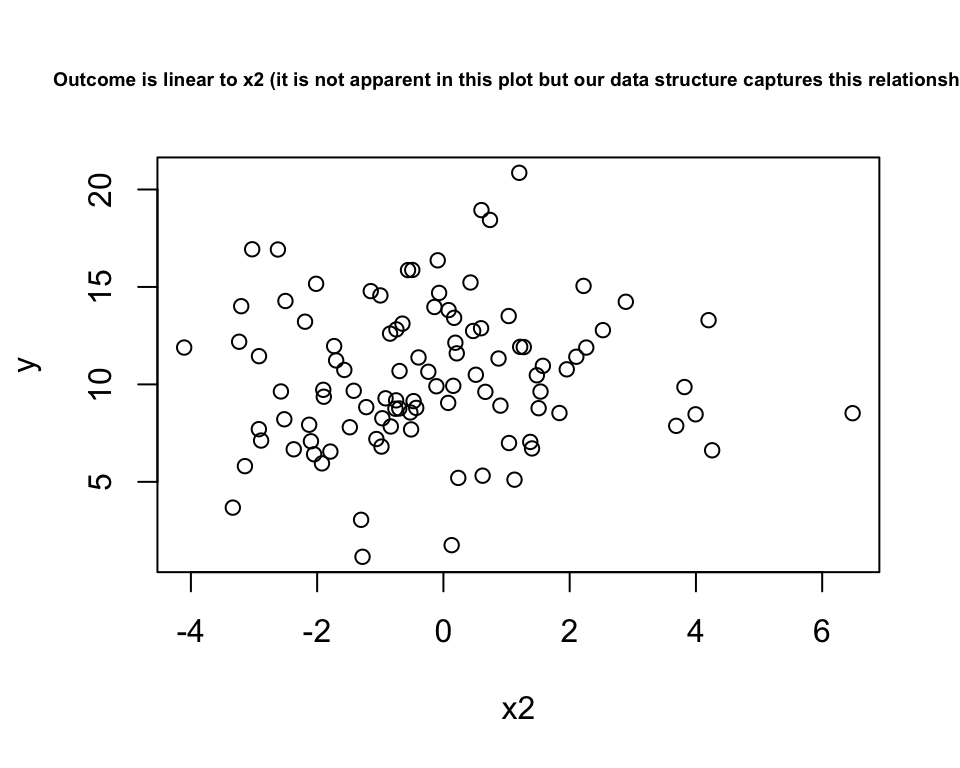 Outcome is linear to x2 (it is not apparent in this plot but our data structure captures this relationsh
20
15
10
5
y
-4 -2 0 2 4 6
x2